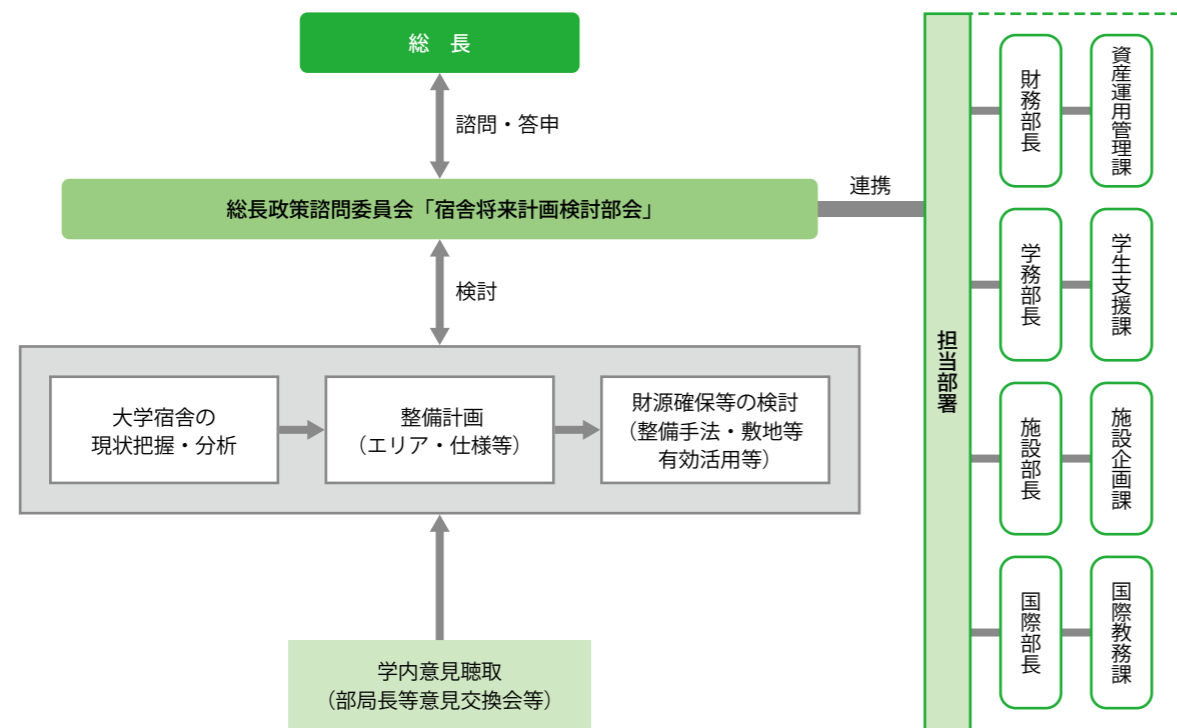 総　長
諮問・答申
総長政策諮問委員会「宿舎将来計画検討部会」
連携
検討
大学宿舎の
現状把握・分析
整備計画
（エリア・仕様等）
財源確保等の検討
（整備手法・敷地等
有効活用等）
学内意見聴取
（部局長等意見交換会等）
担当部署
財務部長
資産運用管理課
学務部長
学生支援課
施設部長
施設企画課
国際部長
国際教務課